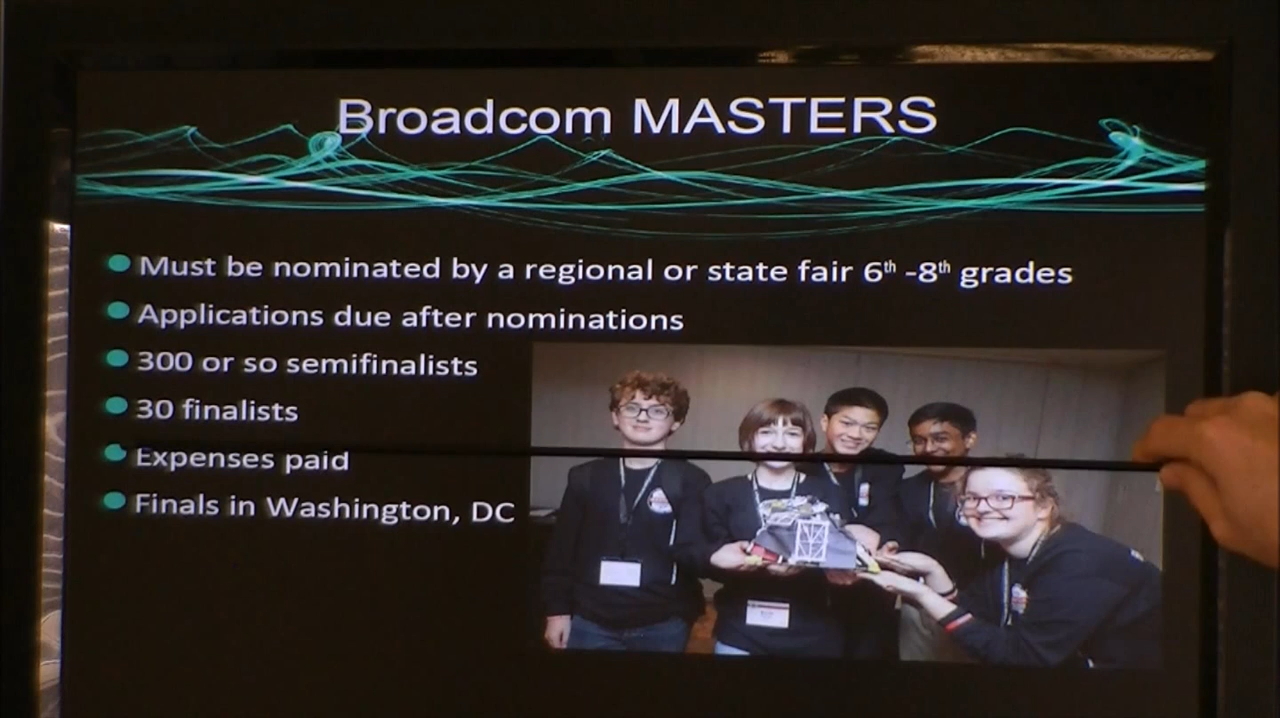 Broadcom MASTERS
Must be nominated by a regional or state fair 6th -8th grades
Applications due after nominations
300 or so semifinalists
30 finalists
Expenses paid
Finals in Washington, DC